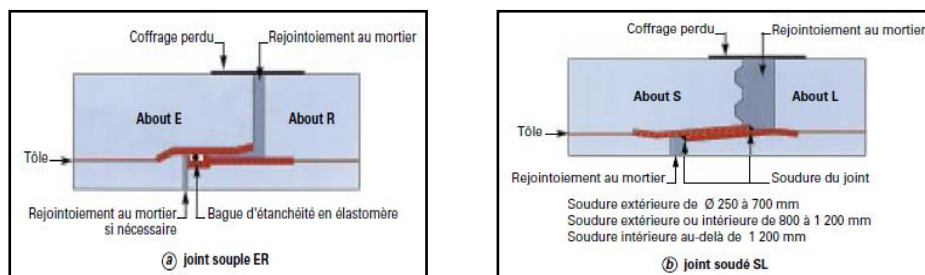 Coffrage perdu
Rejointoiement au mortier
About E
About R
Tôle
Rejointoiement au mortier
si nécessaire
Bague d'étanchéité en élastomère
a joint souple ER
Coffrage perdu
Rejointoiement au mortier
About S
About L
Tôle
Rejointoiement au mortier
Soudure du joint
Soudure extérieure de Ø 250 à 700 mm
Soudure extérieure ou intérieure de 800 à 1 200 mm
Soudure intérieure au-delà de 1 200 mm
b joint soudé SL